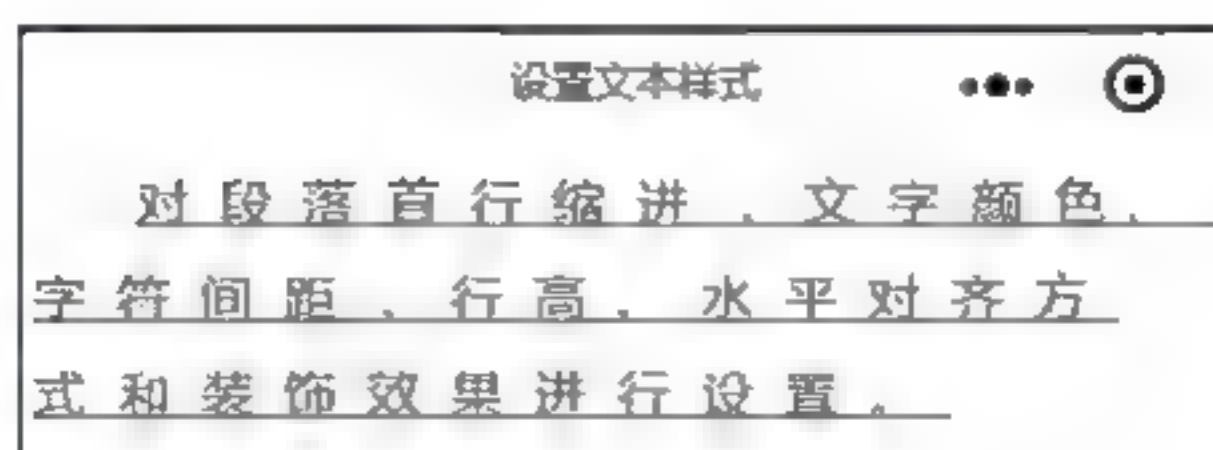 设置文本样式
对段落首行缩进、文字颜色、
字符间距、行高、水平对齐方
式和装饰效果进行设置。